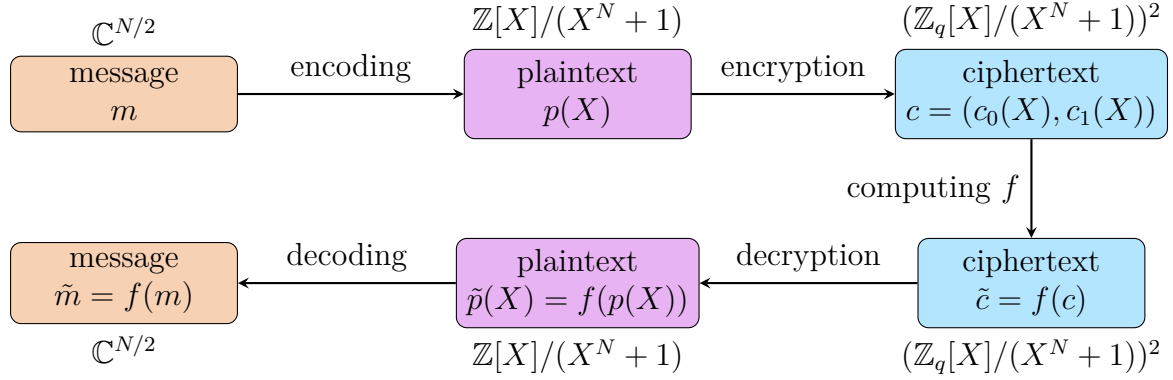 ℂ^{N/2}
message
m
encoding
ℤ[X]/(X^N + 1)
plaintext
p(X)
encryption
(ℤ_q[X]/(X^N + 1))^2
ciphertext
c = (c_0(X), c_1(X))
computing f
ciphertext
c̃ = f(c)
(ℤ_q[X]/(X^N + 1))^2
decryption
plaintext
p̃(X) = f(p(X))
ℤ[X]/(X^N + 1)
decoding
message
m̃ = f(m)
ℂ^{N/2}